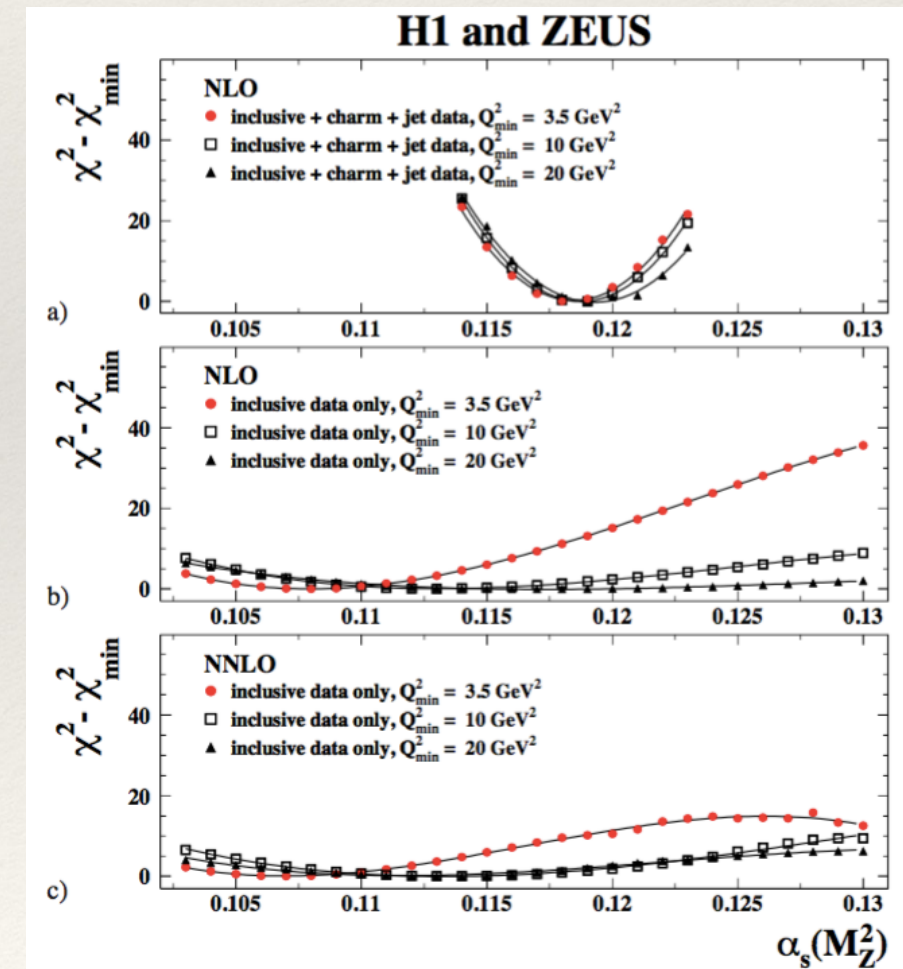 H1 and ZEUS
χ² - χ²min
NLO
inclusive + charm + jet data, Q²min = 3.5 GeV²
inclusive + charm + jet data, Q²min = 10 GeV²
inclusive + charm + jet data, Q²min = 20 GeV²
40
20
0
a)
0.105 0.11 0.115 0.12 0.125 0.13
χ² - χ²min
NLO
inclusive data only, Q²min = 3.5 GeV²
inclusive data only, Q²min = 10 GeV²
inclusive data only, Q²min = 20 GeV²
40
20
0
b)
0.105 0.11 0.115 0.12 0.125 0.13
χ² - χ²min
NNLO
inclusive data only, Q²min = 3.5 GeV²
inclusive data only, Q²min = 10 GeV²
inclusive data only, Q²min = 20 GeV²
40
20
0
c)
0.105 0.11 0.115 0.12 0.125 0.13
αs(M²Z)